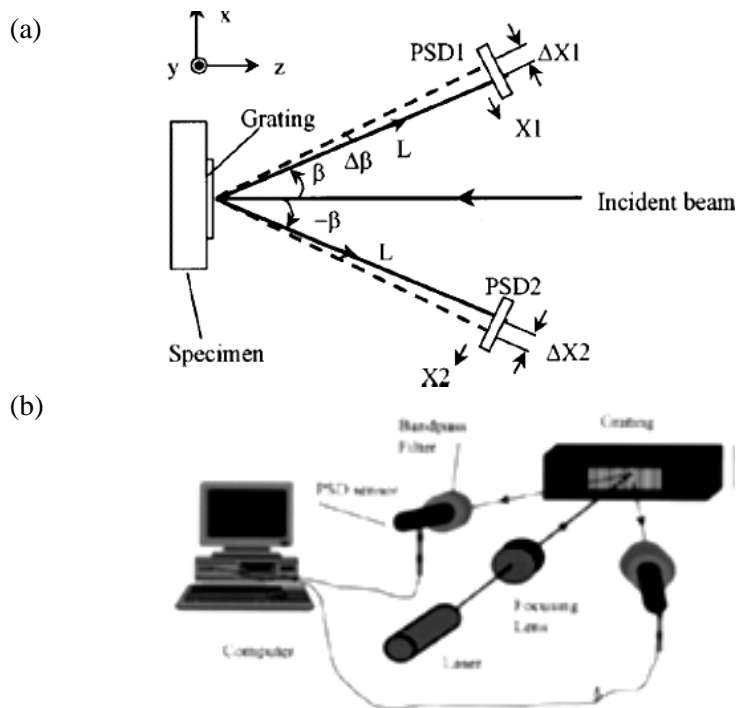 (a)
x
y
z
Grating
PSD1
ΔX1
X1
Δβ
L
β
Incident beam
−β
L
PSD2
Specimen
X2
ΔX2
(b)
Bandpass
Filter
Grating
PSD sensor
Focusing
Lens
Computer
Laser